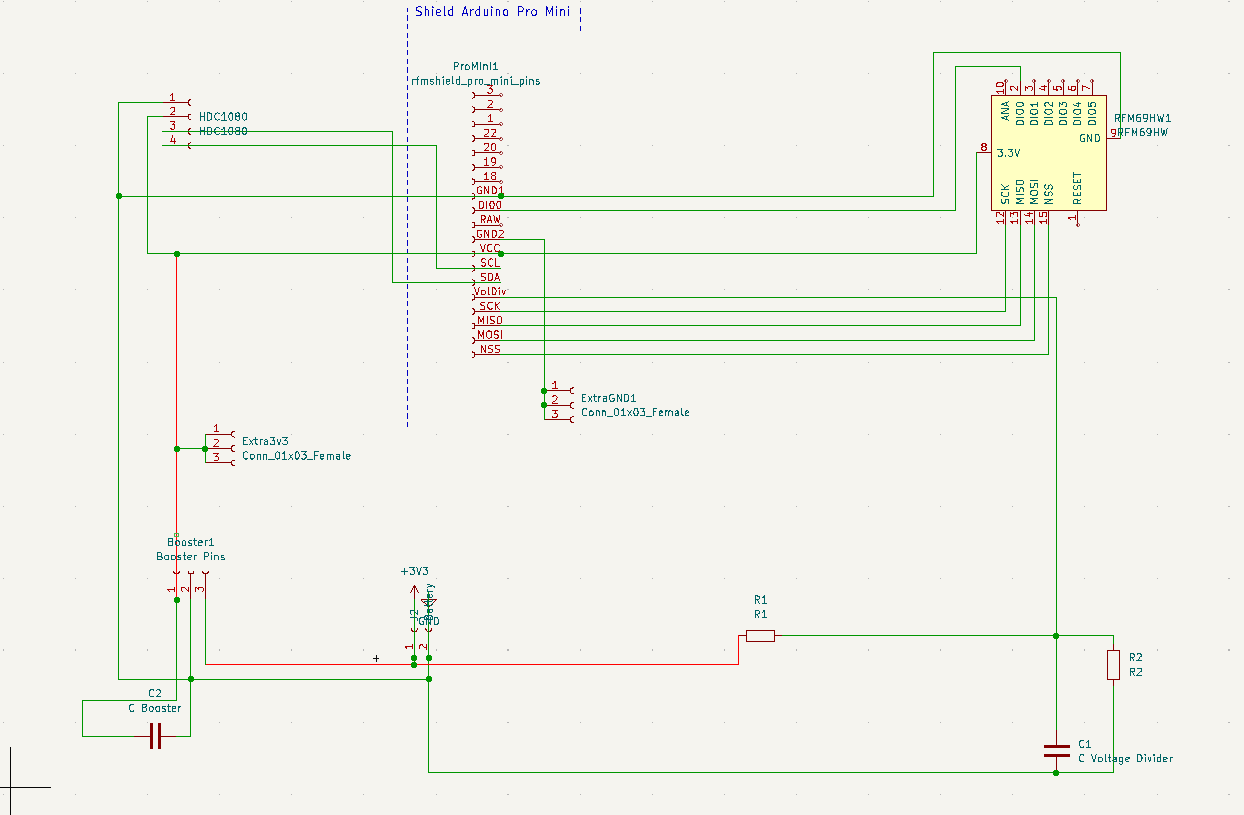 Shield Arduino Pro Mini
ProMini1
rfmshield_pro_mini_pins
3
2
1
22
20
19
18
GND1
DIO0
RAW
GND2
VCC
SCL
SDA
VolDiv
SCK
MISO
MOSI
NSS
1
2
3
4
HDC1080
HDC1080
10
2
3
4
5
6
7
ANA
DIO0
DIO1
DIO2
DIO3
DIO4
DIO5
RFM69HW1
RFM69HW
GND
9
8
3.3V
SCK
MISO
MOSI
NSS
RESET
12
13
14
15
1
1
2
3
ExtraGND1
Conn_01x03_Female
1
2
3
Extra3v3
Conn_01x03_Female
Booster1
Booster Pins
1
2
3
+3V3
J2
Battery
GND
1
2
R1
R1
R2
R2
C2
C Booster
C1
C Voltage Divider